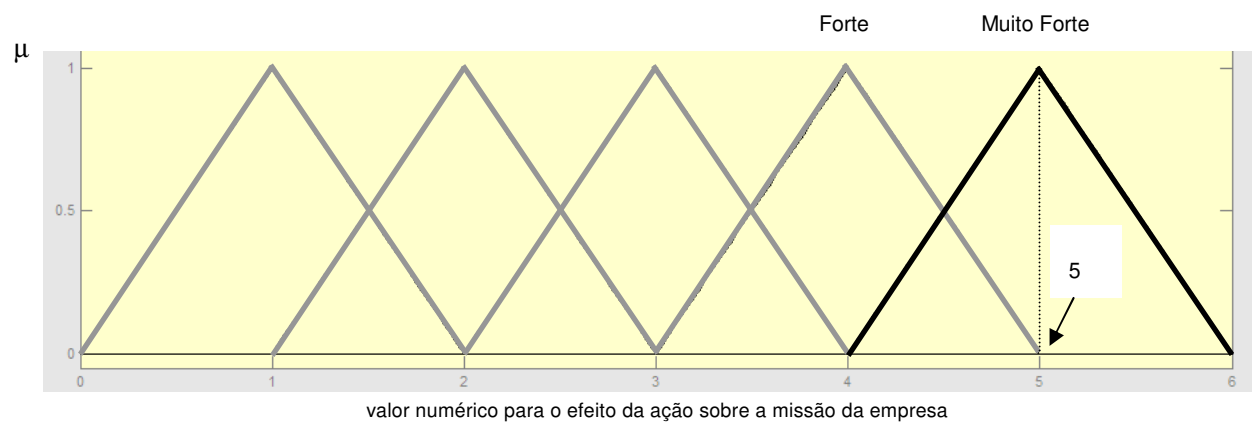 Forte Muito Forte
μ
1
0.5
5
0
0 1 2 3 4 5 6
valor numérico para o efeito da ação sobre a missão da empresa